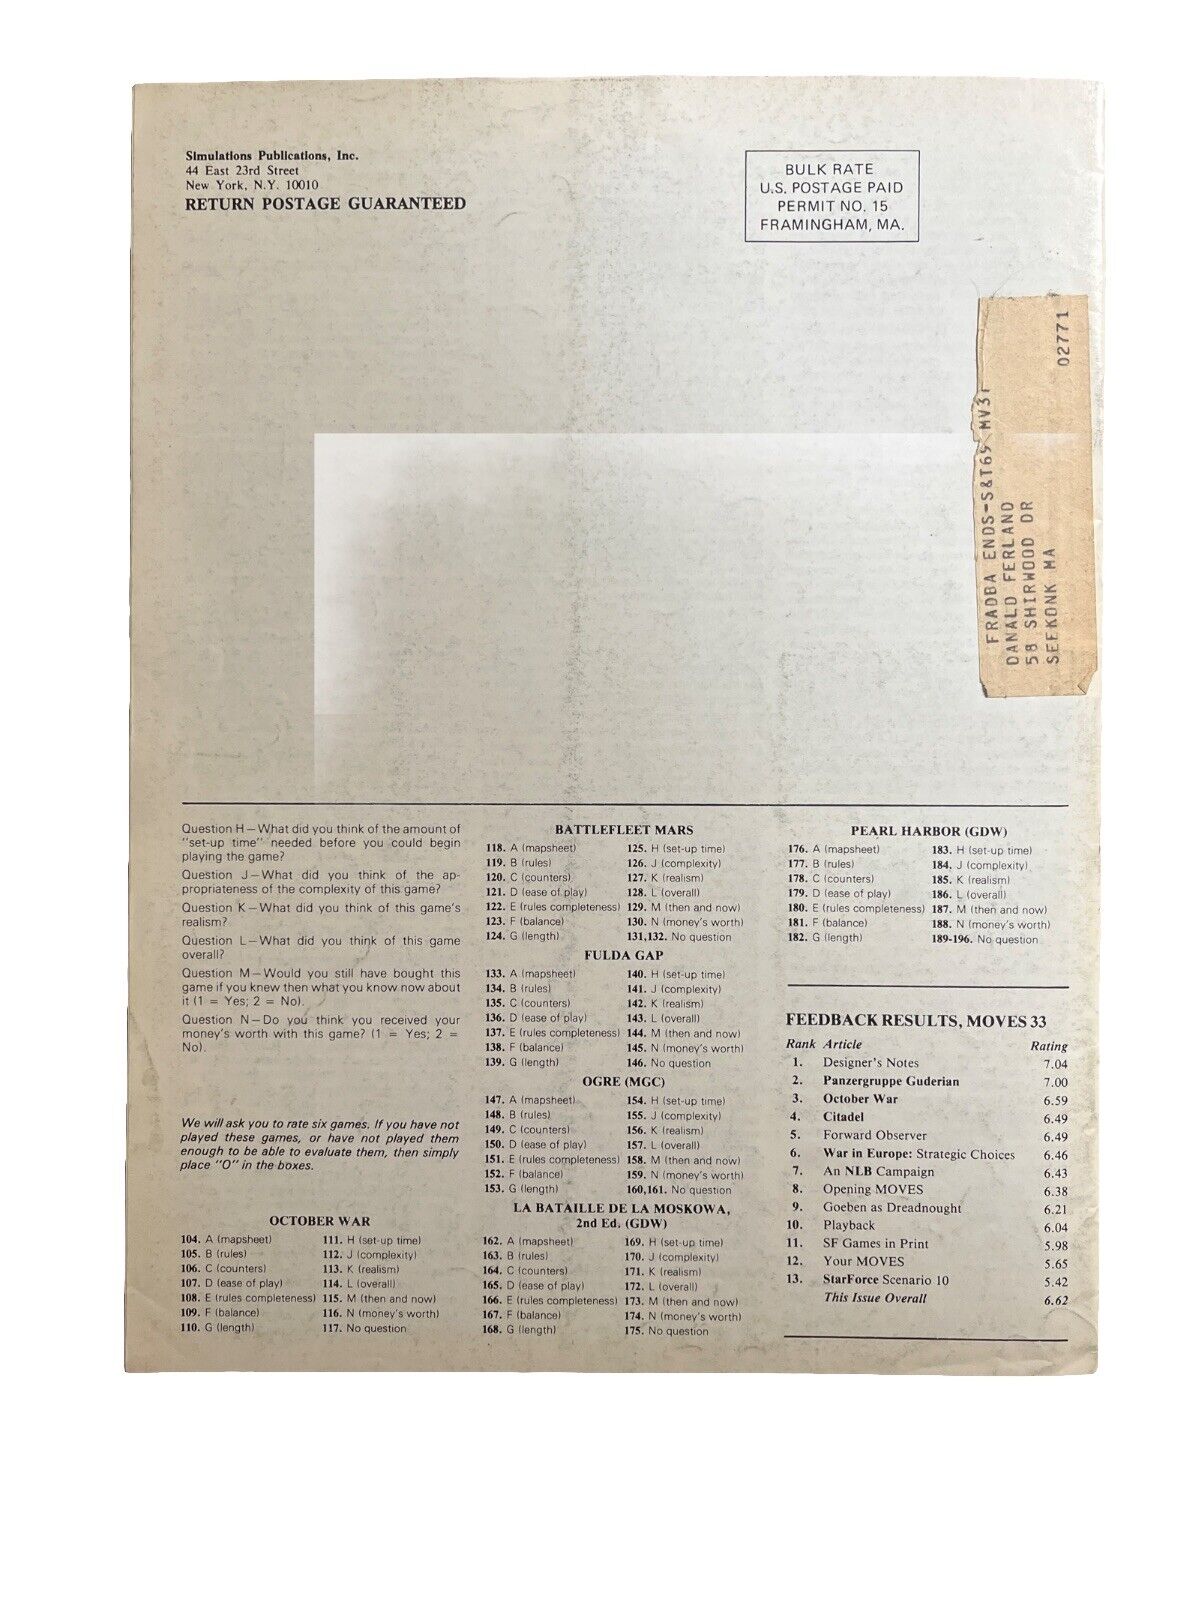 Simulations Publications, Inc.
44 East 23rd Street
New York, N.Y. 10010
RETURN POSTAGE GUARANTEED
BULK RATE
U.S. POSTAGE PAID
PERMIT NO. 15
FRAMINGHAM, MA.
02771
FRADBA ENDS-S&T69 MV31
DANALD FERLAND
58 SHIRWOOD DR
SEEKONK MA
Question H—What did you think of the amount of
"set-up time" needed before you could begin
playing the game?
Question J—What did you think of the ap-
propriateness of the complexity of this game?
Question K—What did you think of this game's
realism?
Question L—What did you think of this game
overall?
Question M—Would you still have bought this
game if you knew then what you know now about
it (1 = Yes; 2 = No).
Question N—Do you think you received your
money's worth with this game? (1 = Yes; 2 =
No).
We will ask you to rate six games. If you have not
played these games, or have not played them
enough to be able to evaluate them, then simply
place "0" in the boxes.
OCTOBER WAR
104. A (mapsheet) 111. H (set-up time)
105. B (rules) 112. J (complexity)
106. C (counters) 113. K (realism)
107. D (ease of play) 114. L (overall)
108. E (rules completeness) 115. M (then and now)
109. F (balance) 116. N (money's worth)
110. G (length) 117. No question
BATTLEFLEET MARS
118. A (mapsheet) 125. H (set-up time)
119. B (rules) 126. J (complexity)
120. C (counters) 127. K (realism)
121. D (ease of play) 128. L (overall)
122. E (rules completeness) 129. M (then and now)
123. F (balance) 130. N (money's worth)
124. G (length) 131,132. No question
FULDA GAP
133. A (mapsheet) 140. H (set-up time)
134. B (rules) 141. J (complexity)
135. C (counters) 142. K (realism)
136. D (ease of play) 143. L (overall)
137. E (rules completeness) 144. M (then and now)
138. F (balance) 145. N (money's worth)
139. G (length) 146. No question
OGRE (MGC)
147. A (mapsheet) 154. H (set-up time)
148. B (rules) 155. J (complexity)
149. C (counters) 156. K (realism)
150. D (ease of play) 157. L (overall)
151. E (rules completeness) 158. M (then and now)
152. F (balance) 159. N (money's worth)
153. G (length) 160,161. No question
LA BATAILLE DE LA MOSKOWA,
2nd Ed. (GDW)
162. A (mapsheet) 169. H (set-up time)
163. B (rules) 170. J (complexity)
164. C (counters) 171. K (realism)
165. D (ease of play) 172. L (overall)
166. E (rules completeness) 173. M (then and now)
167. F (balance) 174. N (money's worth)
168. G (length) 175. No question
PEARL HARBOR (GDW)
176. A (mapsheet) 183. H (set-up time)
177. B (rules) 184. J (complexity)
178. C (counters) 185. K (realism)
179. D (ease of play) 186. L (overall)
180. E (rules completeness) 187. M (then and now)
181. F (balance) 188. N (money's worth)
182. G (length) 189-196. No question
FEEDBACK RESULTS, MOVES 33
Rank Article Rating
1. Designer's Notes 7.04
2. Panzergruppe Guderian 7.00
3. October War 6.59
4. Citadel 6.49
5. Forward Observer 6.49
6. War in Europe: Strategic Choices 6.46
7. An NLB Campaign 6.43
8. Opening MOVES 6.38
9. Goeben as Dreadnought 6.21
10. Playback 6.04
11. SF Games in Print 5.98
12. Your MOVES 5.65
13. StarForce Scenario 10 5.42
This Issue Overall 6.62